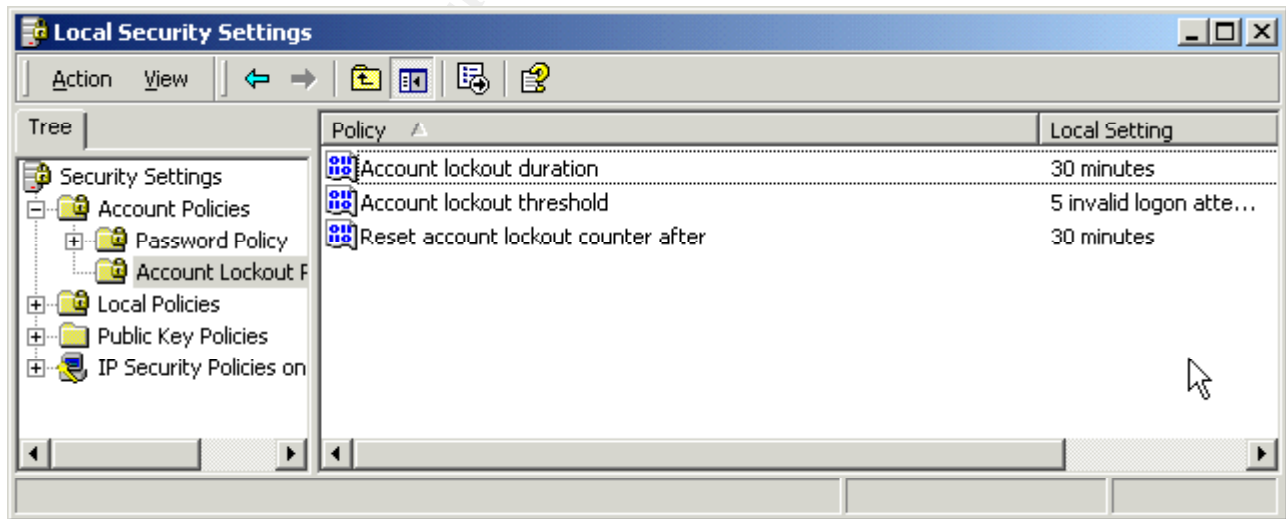 Local Security Settings
Action View
Tree
Policy Local Setting
Security Settings
Account Policies
Password Policy
Account Lockout P
Local Policies
Public Key Policies
IP Security Policies on
Account lockout duration 30 minutes
Account lockout threshold 5 invalid logon atte...
Reset account lockout counter after 30 minutes